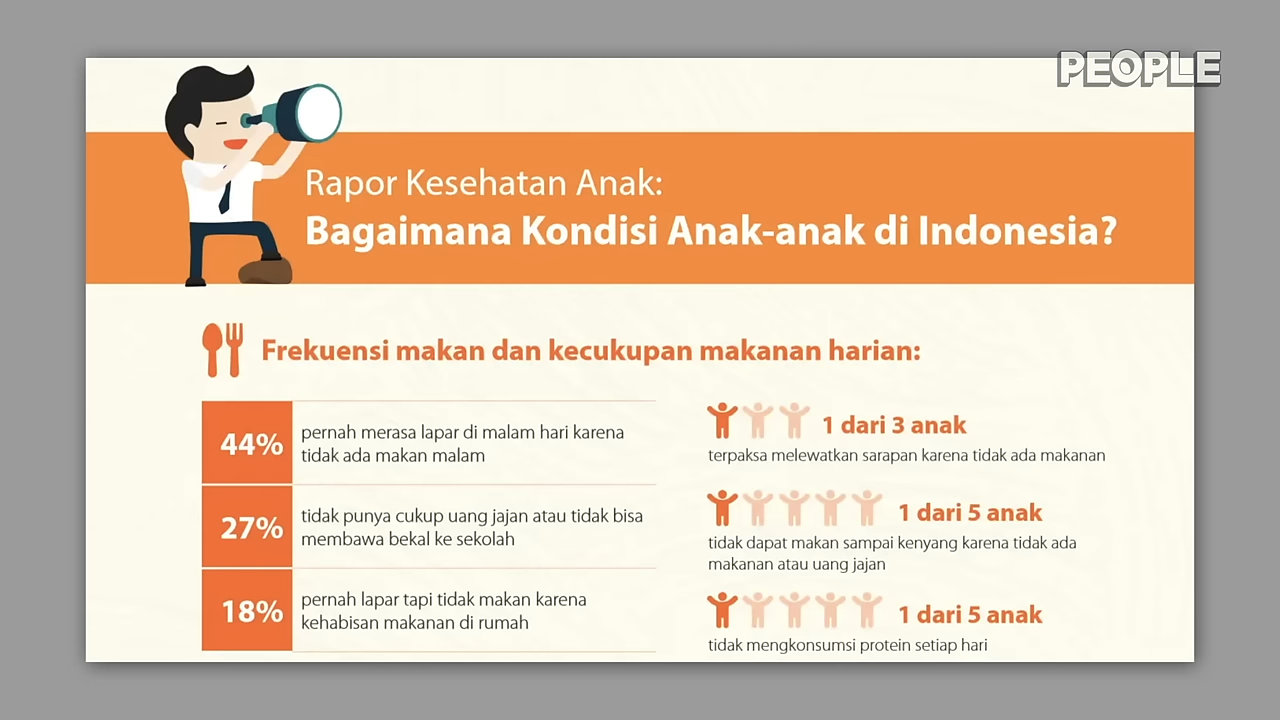 PEOPLE
Rapor Kesehatan Anak:
Bagaimana Kondisi Anak-anak di Indonesia?
Frekuensi makan dan kecukupan makanan harian:
44%
pernah merasa lapar di malam hari karena
tidak ada makan malam
27%
tidak punya cukup uang jajan atau tidak bisa
membawa bekal ke sekolah
18%
pernah lapar tapi tidak makan karena
kehabisan makanan di rumah
1 dari 3 anak
terpaksa melewatkan sarapan karena tidak ada makanan
1 dari 5 anak
tidak dapat makan sampai kenyang karena tidak ada
makanan atau uang jajan
1 dari 5 anak
tidak mengkonsumsi protein setiap hari